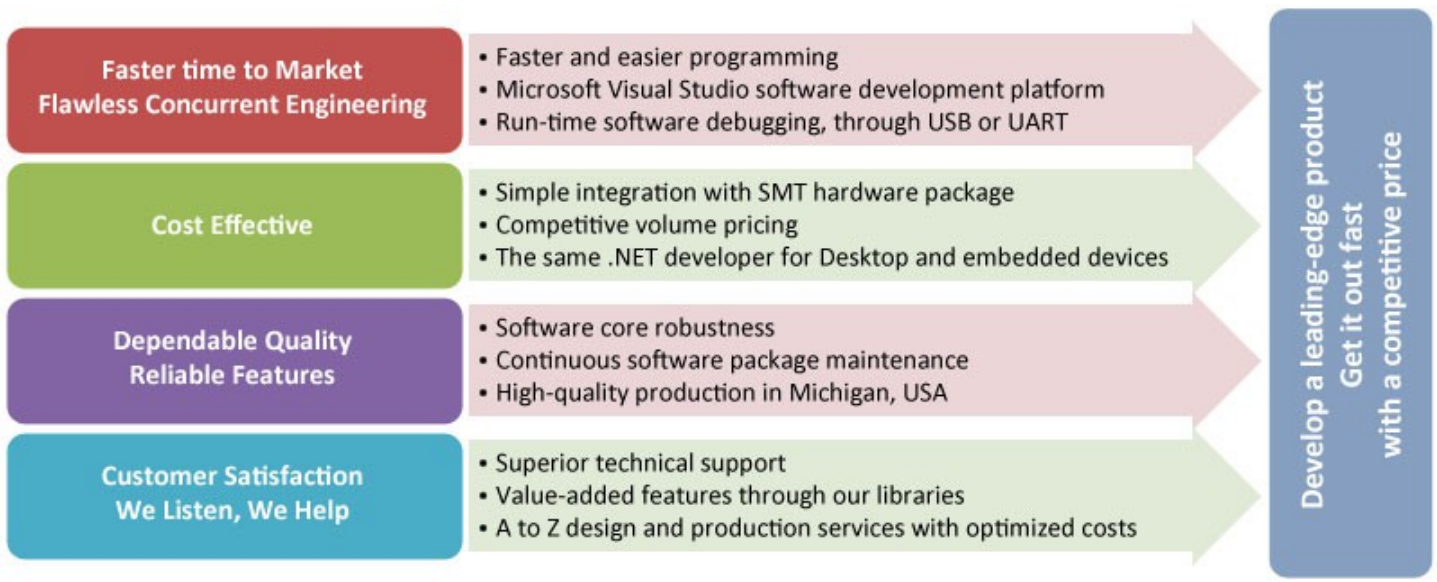 Faster time to Market
Flawless Concurrent Engineering
• Faster and easier programming
• Microsoft Visual Studio software development platform
• Run-time software debugging, through USB or UART
Cost Effective
• Simple integration with SMT hardware package
• Competitive volume pricing
• The same .NET developer for Desktop and embedded devices
Dependable Quality
Reliable Features
• Software core robustness
• Continuous software package maintenance
• High-quality production in Michigan, USA
Customer Satisfaction
We Listen, We Help
• Superior technical support
• Value-added features through our libraries
• A to Z design and production services with optimized costs
Develop a leading-edge product
Get it out fast
with a competitive price